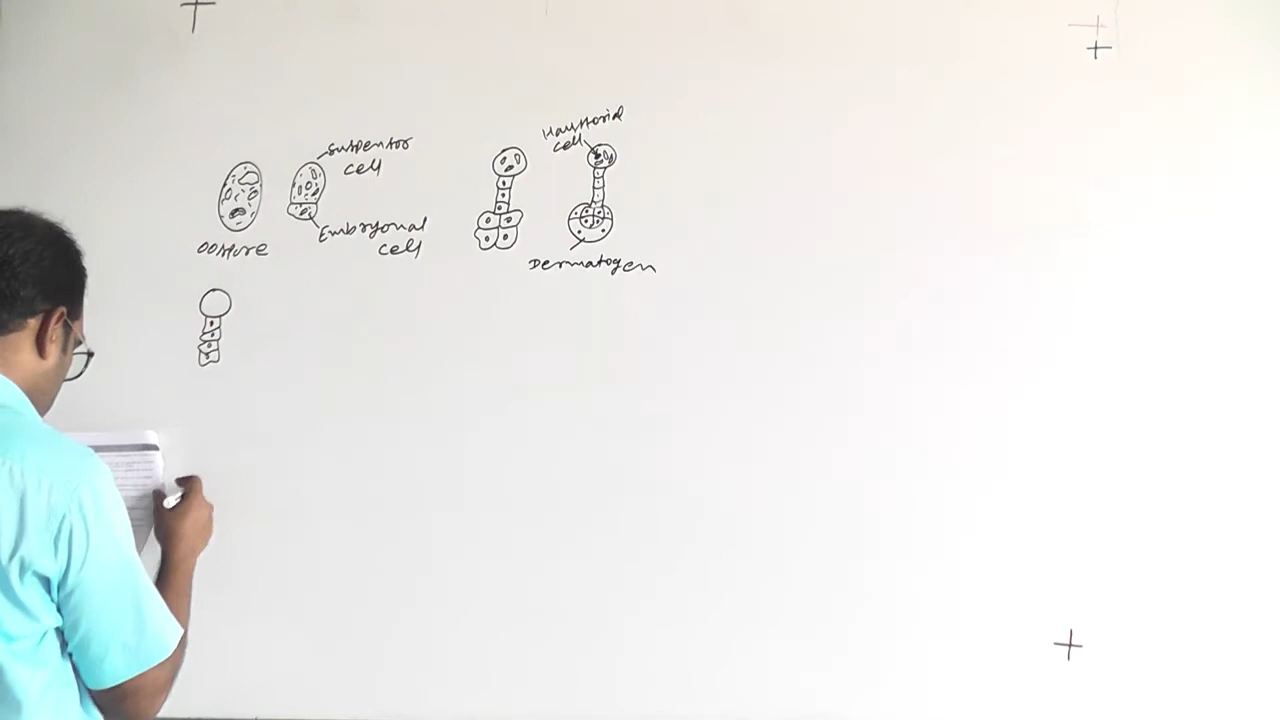 Suspensor
cell
Embryonal
cell
oospore
Haustorial
cell
Dermatogen